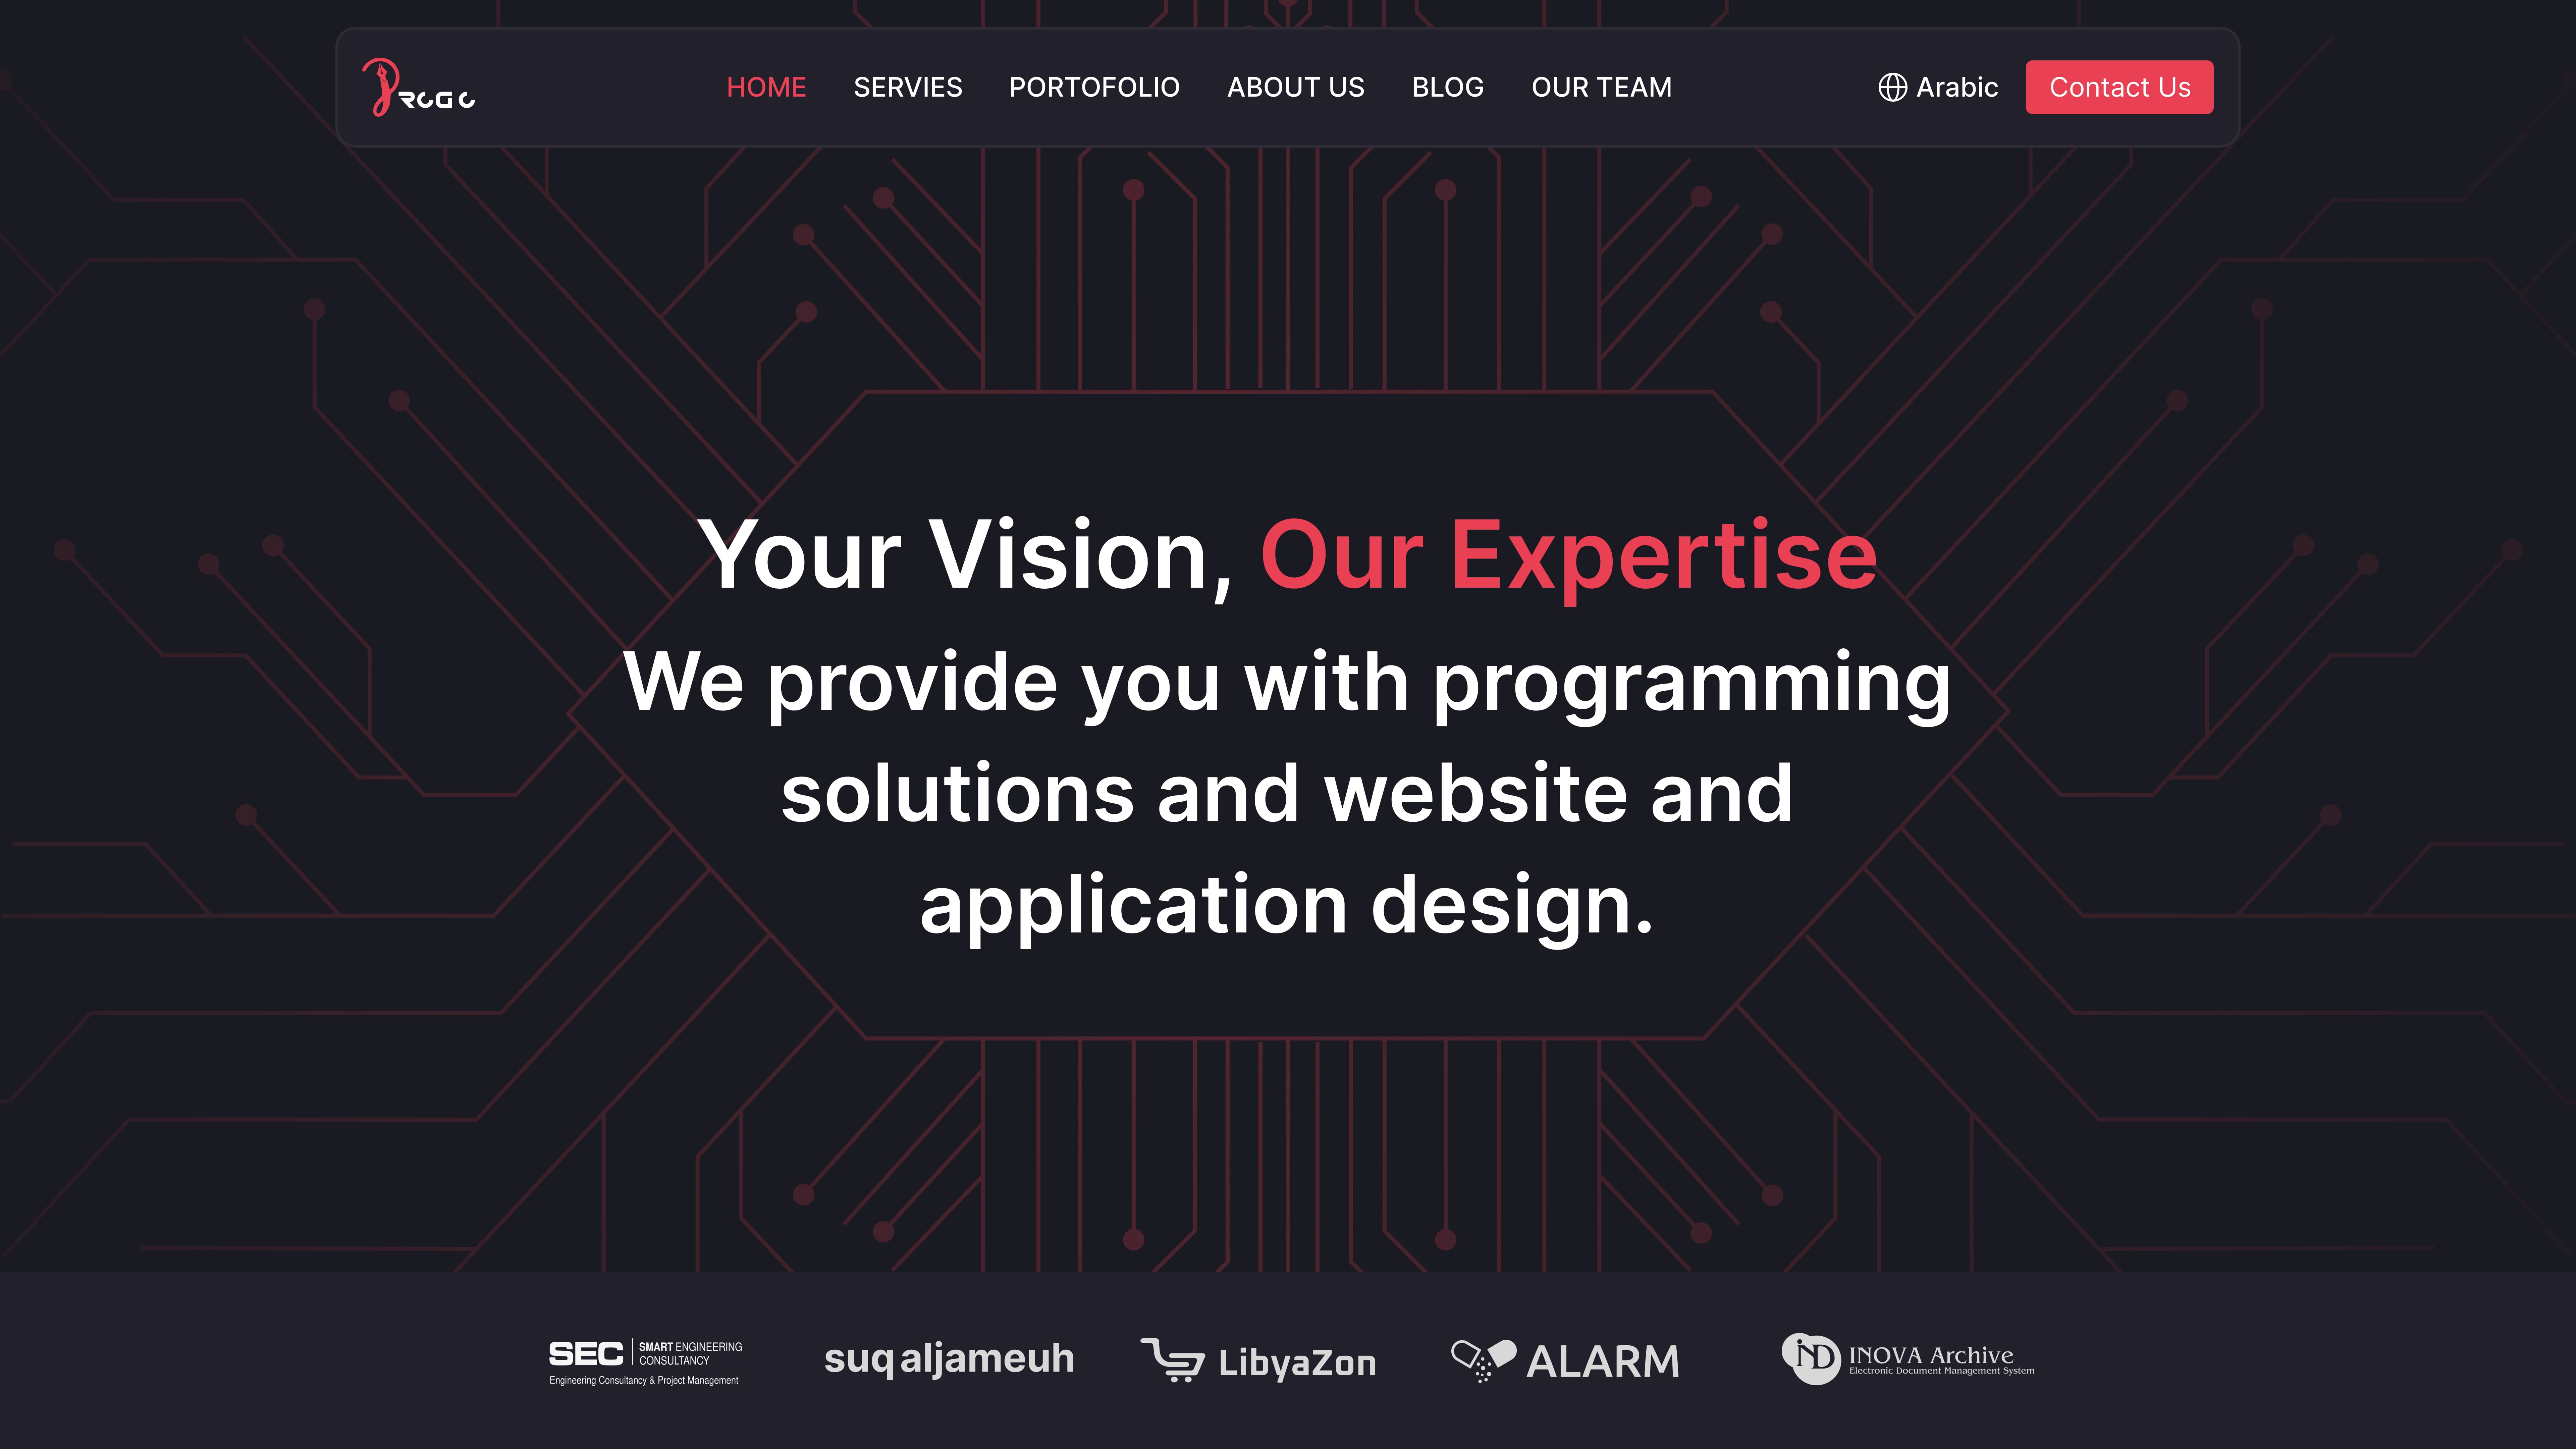 Progo
HOME SERVIES PORTOFOLIO ABOUT US BLOG OUR TEAM Arabic Contact Us
Your Vision, Our Expertise
We provide you with programming
solutions and website and
application design.
SEC SMART ENGINEERING
CONSULTANCY
Engineering Consultancy & Project Management
suq aljameuh
LibyaZon
ALARM
INOVA Archive
Electronic Document Management System